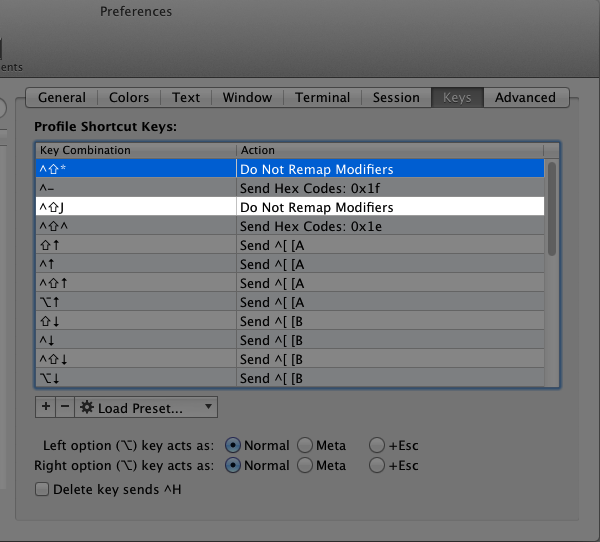 Preferences
ents
General Colors Text Window Terminal Session Keys Advanced
Profile Shortcut Keys:
Key Combination Action
^⇧* Do Not Remap Modifiers
^- Send Hex Codes: 0x1f
^⇧J Do Not Remap Modifiers
^⇧^ Send Hex Codes: 0x1e
⇧↑ Send ^[ [A
^↑ Send ^[ [A
^⇧↑ Send ^[ [A
⌥↑ Send ^[ [A
⇧↓ Send ^[ [B
^↓ Send ^[ [B
^⇧↓ Send ^[ [B
⌥↓ Send ^[ [B
+ − Load Preset...
Left option (⌥) key acts as: Normal Meta +Esc
Right option (⌥) key acts as: Normal Meta +Esc
Delete key sends ^H